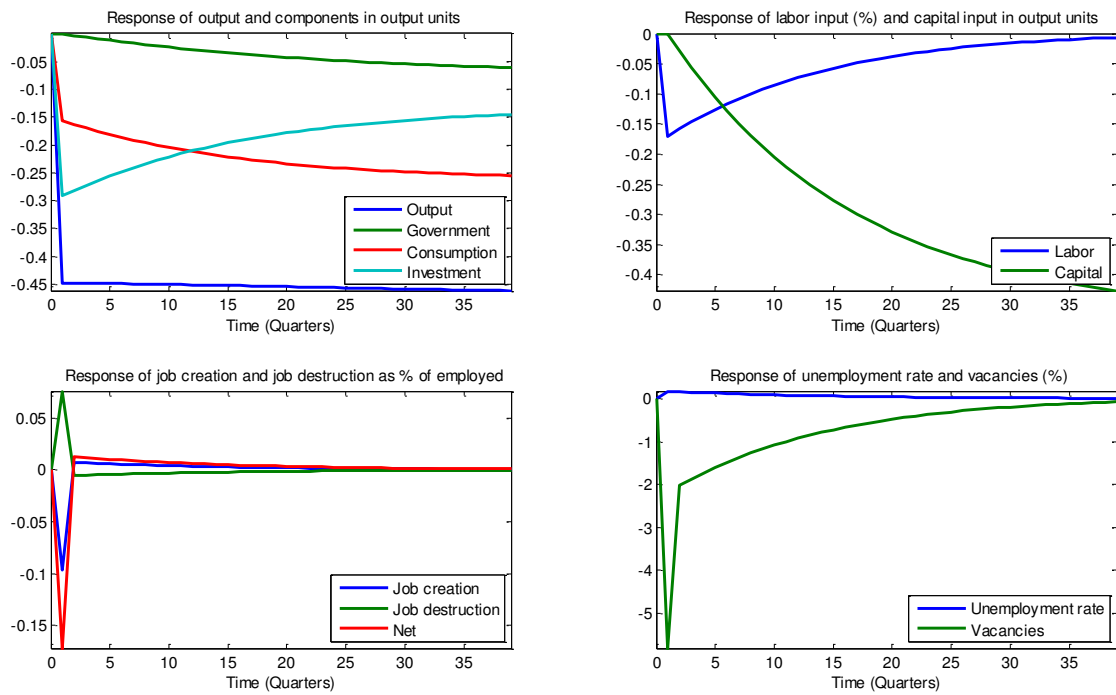 Response of output and components in output units
0
-0.05
-0.1
-0.15
-0.2
-0.25
-0.3
-0.35
-0.4
-0.45
Output
Government
Consumption
Investment
0 5 10 15 20 25 30 35
Time (Quarters)
Response of labor input (%) and capital input in output units
0
-0.05
-0.1
-0.15
-0.2
-0.25
-0.3
-0.35
-0.4
Labor
Capital
0 5 10 15 20 25 30 35
Time (Quarters)
Response of job creation and job destruction as % of employed
0.05
0
-0.05
-0.1
-0.15
Job creation
Job destruction
Net
0 5 10 15 20 25 30 35
Time (Quarters)
Response of unemployment rate and vacancies (%)
0
-1
-2
-3
-4
-5
Unemployment rate
Vacancies
0 5 10 15 20 25 30 35
Time (Quarters)